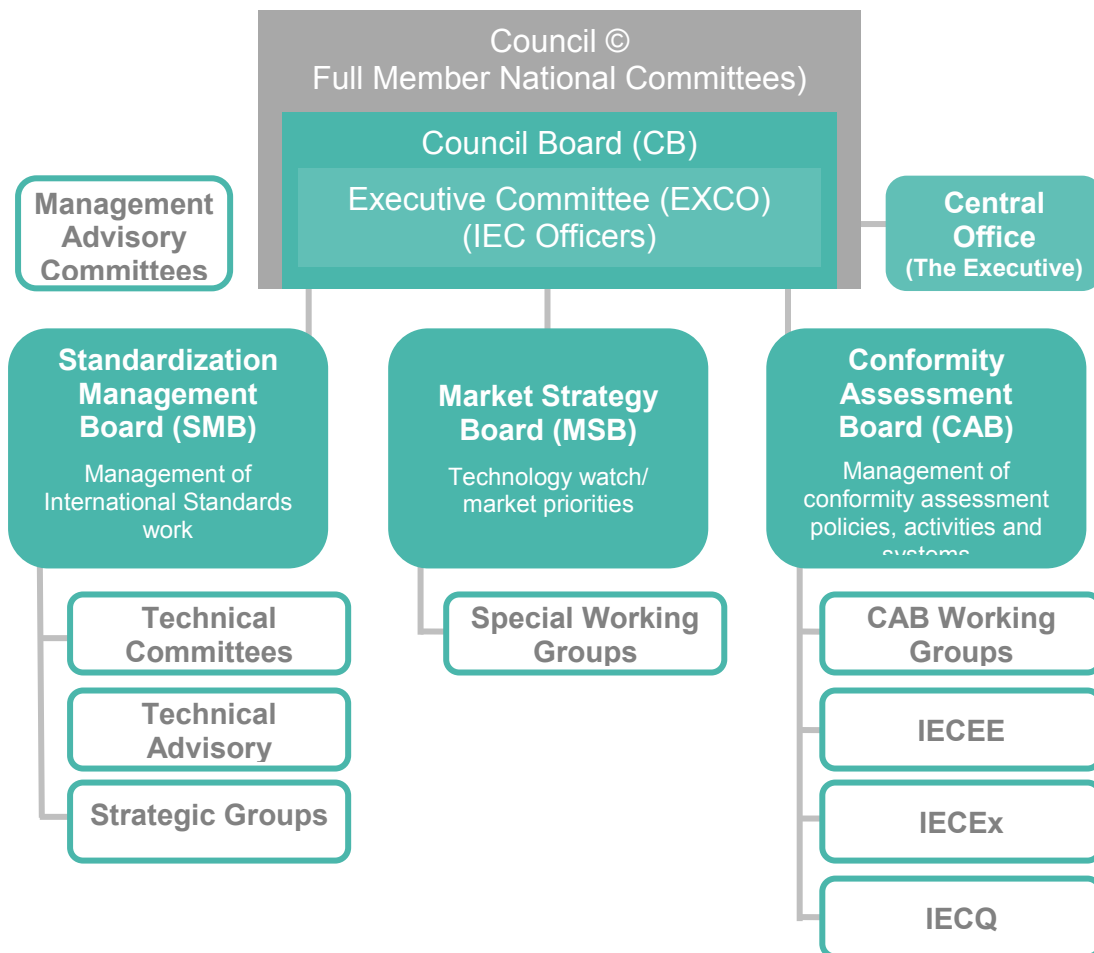 Council ©
Full Member National Committees)
Council Board (CB)
Executive Committee (EXCO)
(IEC Officers)
Management
Advisory
Committees
Central
Office
(The Executive)
Standardization
Management
Board (SMB)
Management of
International Standards
work
Market Strategy
Board (MSB)
Technology watch/
market priorities
Conformity
Assessment
Board (CAB)
Management of
conformity assessment
policies, activities and
systems
Technical
Committees
Technical
Advisory
Strategic Groups
Special Working
Groups
CAB Working
Groups
IECEE
IECEx
IECQ